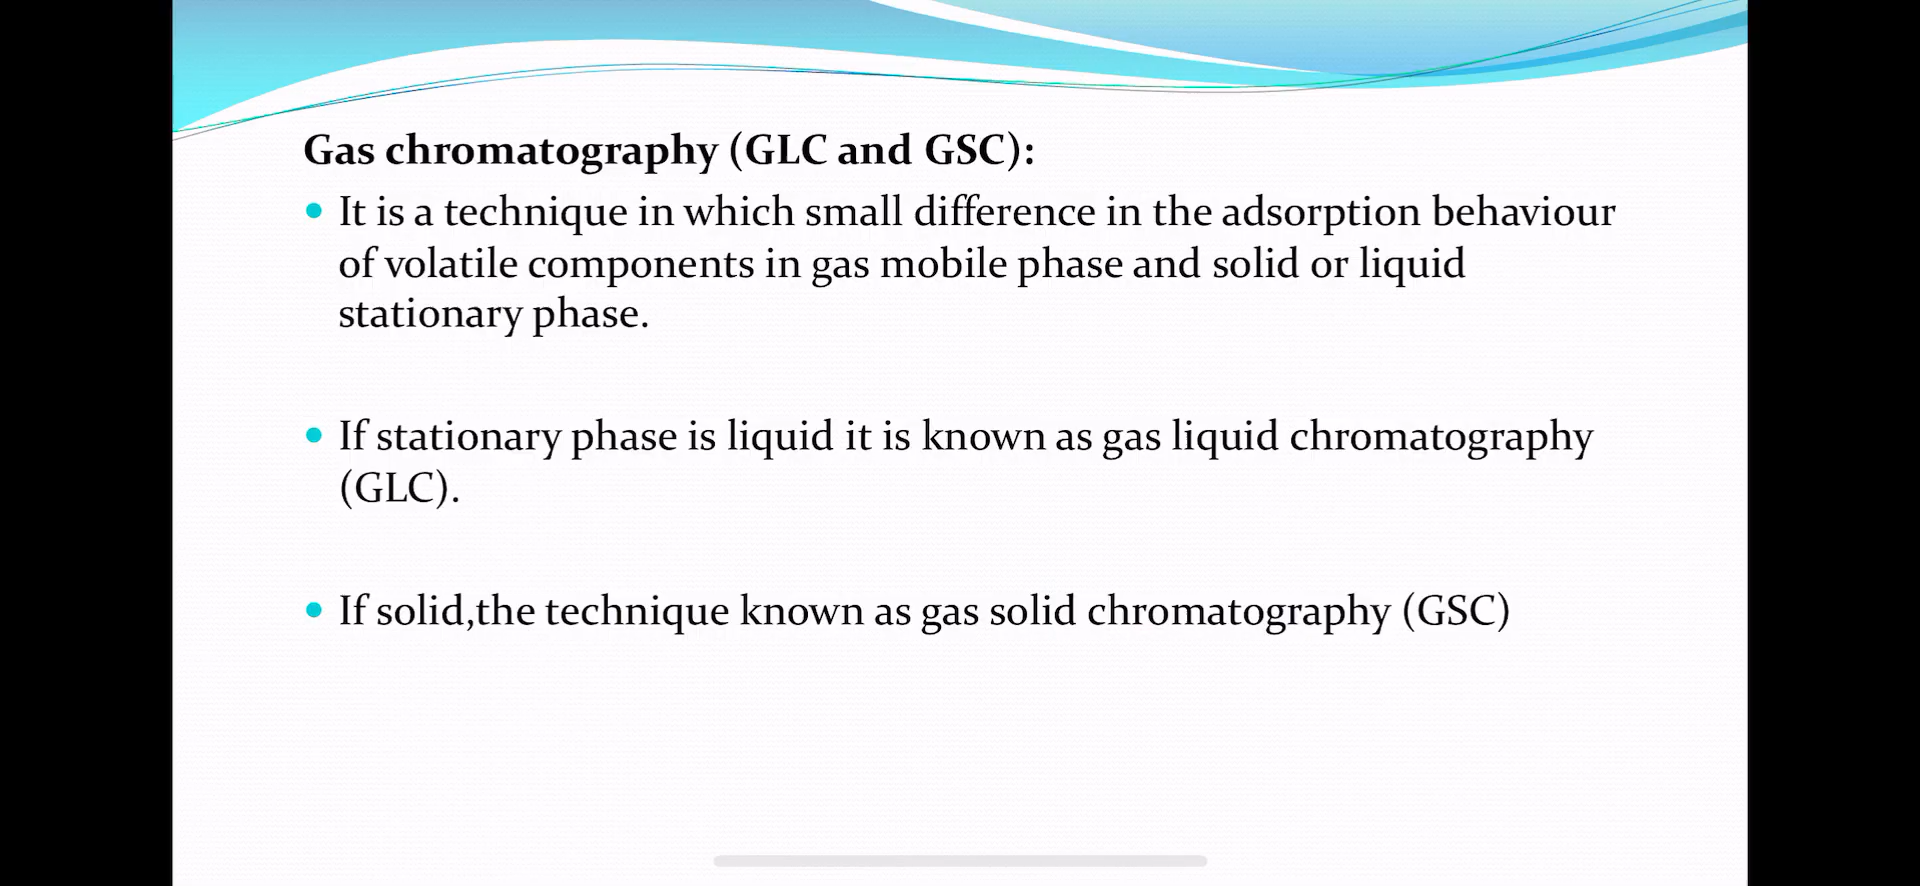 Gas chromatography (GLC and GSC):
• It is a technique in which small difference in the adsorption behaviour
of volatile components in gas mobile phase and solid or liquid
stationary phase.
• If stationary phase is liquid it is known as gas liquid chromatography
(GLC).
• If solid,the technique known as gas solid chromatography (GSC)